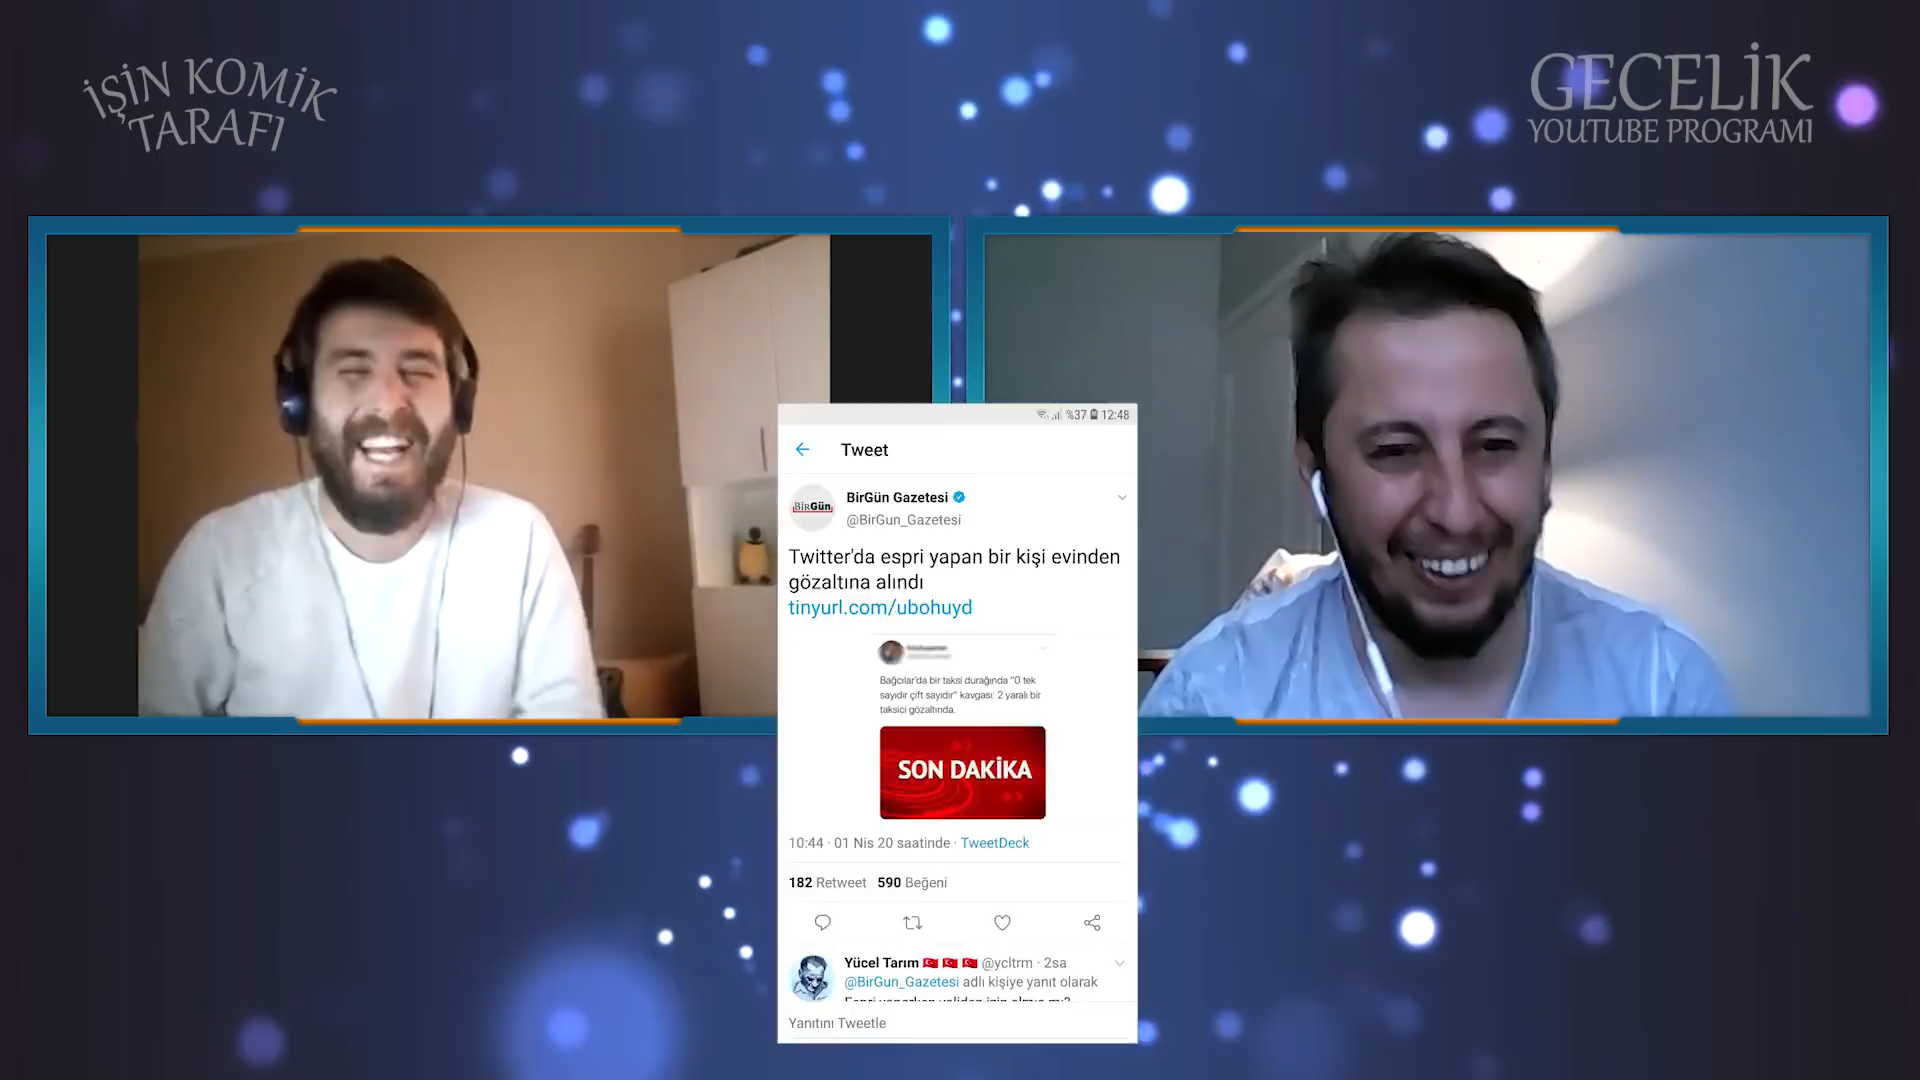 İŞİN KOMİK
TARAFI
GECELİK
YOUTUBE PROGRAMI
%37 12:48
Tweet
BirGün
BirGün Gazetesi
@BirGun_Gazetesi
Twitter'da espri yapan bir kişi evinden
gözaltına alındı
tinyurl.com/ubohuyd
Bağcılar'da bir taksi durağında "0 tek
sayıdır çift sayıdır" kavgası: 2 yaralı bir
taksici gözaltında.
SON DAKİKA
10:44 · 01 Nis 20 saatinde · TweetDeck
182 Retweet 590 Beğeni
Yücel Tarım @ycltrm · 2sa
@BirGun_Gazetesi adlı kişiye yanıt olarak
Yanıtını Tweetle